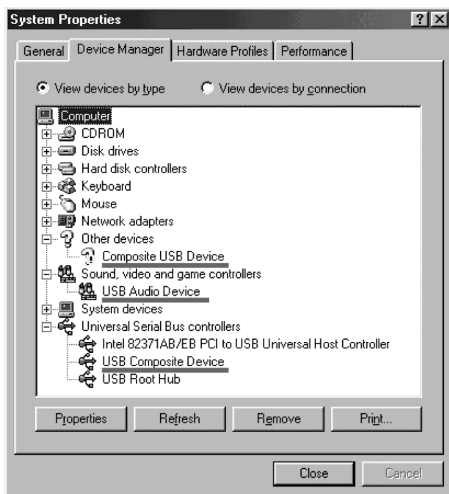 System Properties
General Device Manager Hardware Profiles Performance
View devices by type View devices by connection
Computer
CDROM
Disk drives
Hard disk controllers
Keyboard
Mouse
Network adapters
Other devices
Composite USB Device
Sound, video and game controllers
USB Audio Device
System devices
Universal Serial Bus controllers
Intel 82371AB/EB PCI to USB Universal Host Controller
USB Composite Device
USB Root Hub
Properties Refresh Remove Print...
Close Cancel